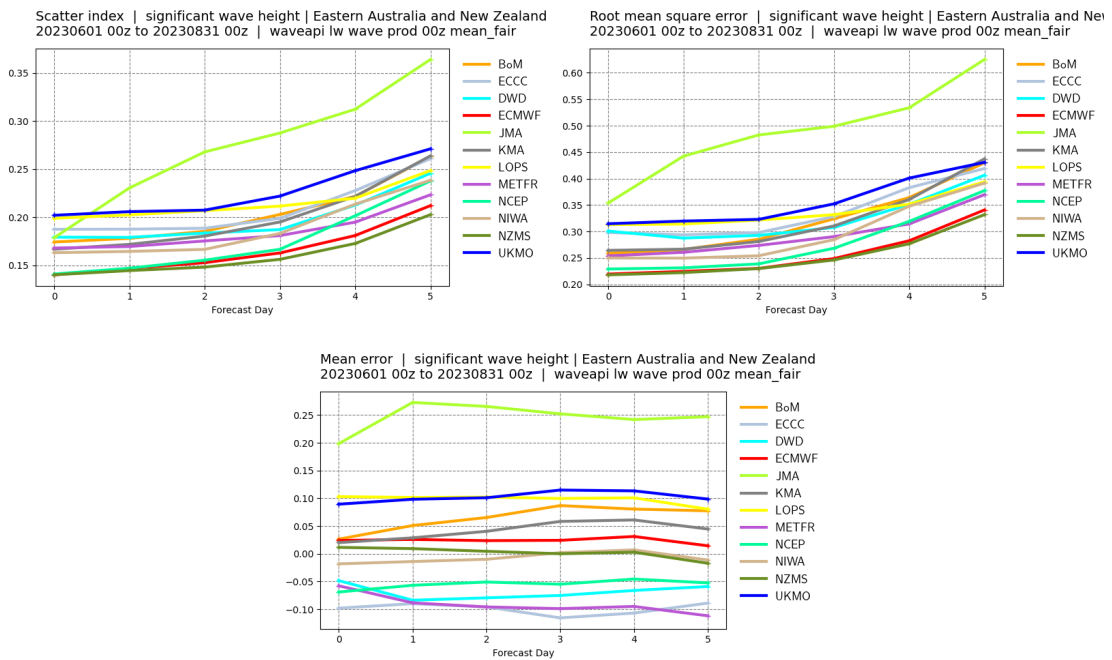 Scatter index | significant wave height | Eastern Australia and New Zealand
20230601 00z to 20230831 00z | waveapi lw wave prod 00z mean_fair
0.35
0.30
0.25
0.20
0.15
0 1 2 3 4 5
Forecast Day
BoM
ECCC
DWD
ECMWF
JMA
KMA
LOPS
METFR
NCEP
NIWA
NZMS
UKMO
Root mean square error | significant wave height | Eastern Australia and New
20230601 00z to 20230831 00z | waveapi lw wave prod 00z mean_fair
0.60
0.55
0.50
0.45
0.40
0.35
0.30
0.25
0.20
0 1 2 3 4 5
Forecast Day
BoM
ECCC
DWD
ECMWF
JMA
KMA
LOPS
METFR
NCEP
NIWA
NZMS
UKMO
Mean error | significant wave height | Eastern Australia and New Zealand
20230601 00z to 20230831 00z | waveapi lw wave prod 00z mean_fair
0.25
0.20
0.15
0.10
0.05
0.00
−0.05
−0.10
0 1 2 3 4 5
Forecast Day
BoM
ECCC
DWD
ECMWF
JMA
KMA
LOPS
METFR
NCEP
NIWA
NZMS
UKMO